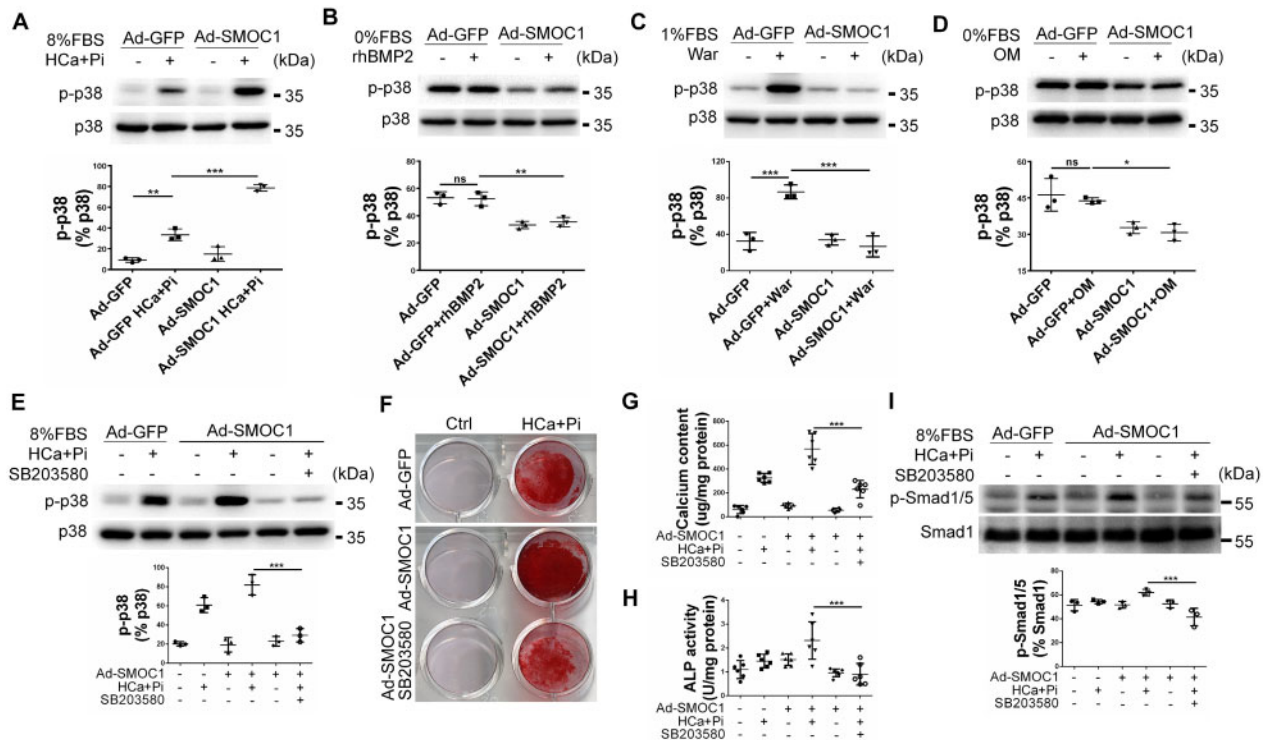 A
8%FBS Ad-GFP Ad-SMOC1
HCa+Pi - + - + (kDa)
p-p38 35
p38 35
p-p38
(% p38)
100
80
60
40
20
0
** ***
Ad-GFP
Ad-GFP HCa+Pi
Ad-SMOC1
Ad-SMOC1 HCa+Pi
B
0%FBS Ad-GFP Ad-SMOC1
rhBMP2 - + - + (kDa)
p-p38 35
p38 35
p-p38
(% p38)
80
60
40
20
0
ns **
Ad-GFP
Ad-GFP+rhBMP2
Ad-SMOC1
Ad-SMOC1+rhBMP2
C
1%FBS Ad-GFP Ad-SMOC1
War - + - + (kDa)
p-p38 35
p38 35
p-p38
(% p38)
120
80
40
0
*** ***
Ad-GFP
Ad-GFP+War
Ad-SMOC1
Ad-SMOC1+War
D
0%FBS Ad-GFP Ad-SMOC1
OM - + - + (kDa)
p-p38 35
p38 35
p-p38
(% p38)
60
45
30
15
ns *
Ad-GFP
Ad-GFP+OM
Ad-SMOC1
Ad-SMOC1+OM
E
8%FBS Ad-GFP Ad-SMOC1
HCa+Pi - + - + - +
SB203580 + (kDa)
p-p38 35
p38 35
p-p38
(% p38)
100
80
60
40
20
0
***
Ad-SMOC1 - - + + + +
HCa+Pi - + - + - +
SB203580 - - - - - +
F
Ctrl HCa+Pi
Ad-GFP
Ad-SMOC1
Ad-SMOC1
SB203580
G
Calcium content
(ug/mg protein)
800
600
400
200
0
***
Ad-SMOC1 - - + + + +
HCa+Pi - + - + - +
SB203580 - - - - - +
H
ALP activity
(U/mg protein)
4
3
2
1
0
***
Ad-SMOC1 - - + + + +
HCa+Pi - + - + - +
SB203580 - - - - - +
I
8%FBS Ad-GFP Ad-SMOC1
HCa+Pi - + - + - +
SB203580 + (kDa)
p-Smad1/5 55
Smad1 55
p-Smad1/5
(% Smad1)
80
60
40
20
0
***
Ad-SMOC1 - - + + + +
HCa+Pi - + - + - +
SB203580 - - - - - +